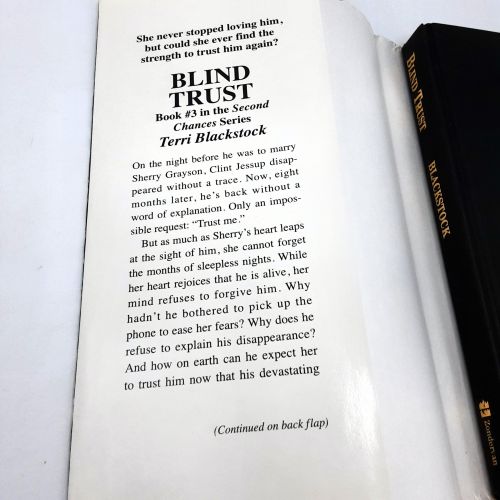 She never stopped loving him,
but could she ever find the
strength to trust him again?
BLIND
TRUST
Book #3 in the Second
Chances Series
Terri Blackstock
On the night before he was to marry
Sherry Grayson, Clint Jessup disap-
peared without a trace. Now, eight
months later, he's back without a
word of explanation. Only an impos-
sible request: “Trust me.”
But as much as Sherry's heart leaps
at the sight of him, she cannot forget
the months of sleepless nights. While
her heart rejoices that he is alive, her
mind refuses to forgive him. Why
hadn't he bothered to pick up the
phone to ease her fears? Why does he
refuse to explain his disappearance?
And how on earth can he expect her
to trust him now that his devastating
(Continued on back flap)
BLIND TRUST
BLACKSTOCK
Zondervan